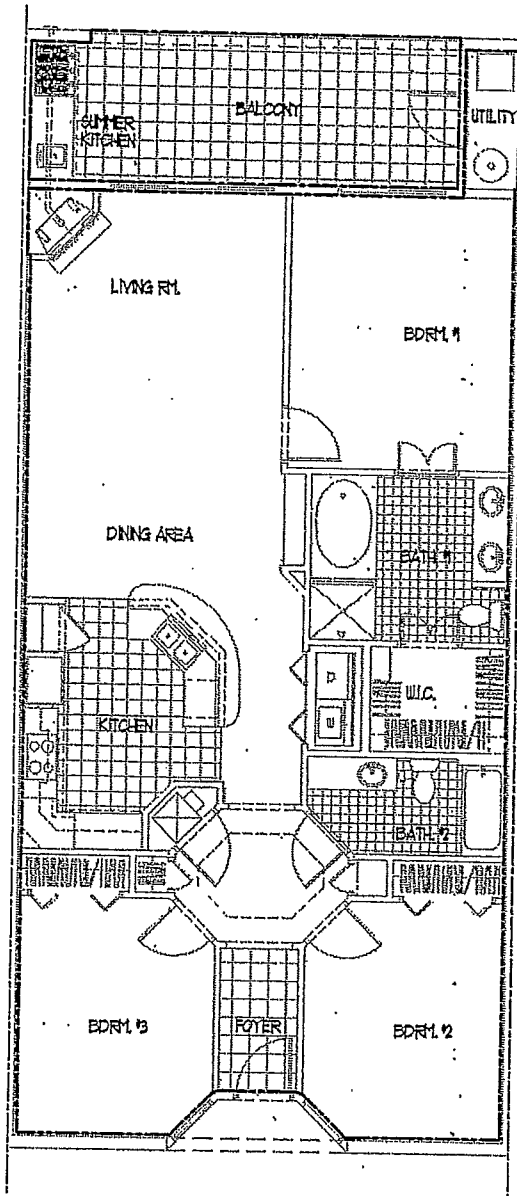 BALCONY
UTILITY
SUMMER
KITCHEN
LIVING RM.
BDRM. #1
DINING AREA
BATH #1
W.I.C.
KITCHEN
BATH #2
BDRM. #3
FOYER
BDRM. #2